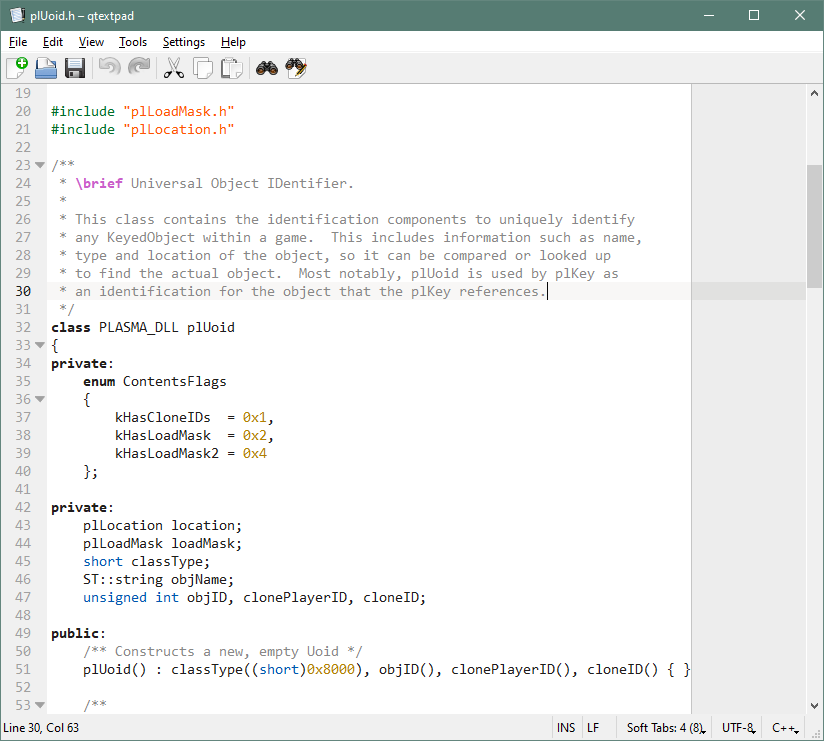 plUoid.h – qtextpad
File Edit View Tools Settings Help
19
20 #include "plLoadMask.h"
21 #include "plLocation.h"
22
23 /**
24  * \brief Universal Object IDentifier.
25  *
26  * This class contains the identification components to uniquely identify
27  * any KeyedObject within a game.  This includes information such as name,
28  * type and location of the object, so it can be compared or looked up
29  * to find the actual object.  Most notably, plUoid is used by plKey as
30  * an identification for the object that the plKey references.
31  */
32 class PLASMA_DLL plUoid
33 {
34 private:
35     enum ContentsFlags
36     {
37         kHasCloneIDs  = 0x1,
38         kHasLoadMask  = 0x2,
39         kHasLoadMask2 = 0x4
40     };
41
42 private:
43     plLocation location;
44     plLoadMask loadMask;
45     short classType;
46     ST::string objName;
47     unsigned int objID, clonePlayerID, cloneID;
48
49 public:
50     /** Constructs a new, empty Uoid */
51     plUoid() : classType((short)0x8000), objID(), clonePlayerID(), cloneID() { }
52
53     /**
Line 30, Col 63 INS LF Soft Tabs: 4 (8) UTF-8 C++